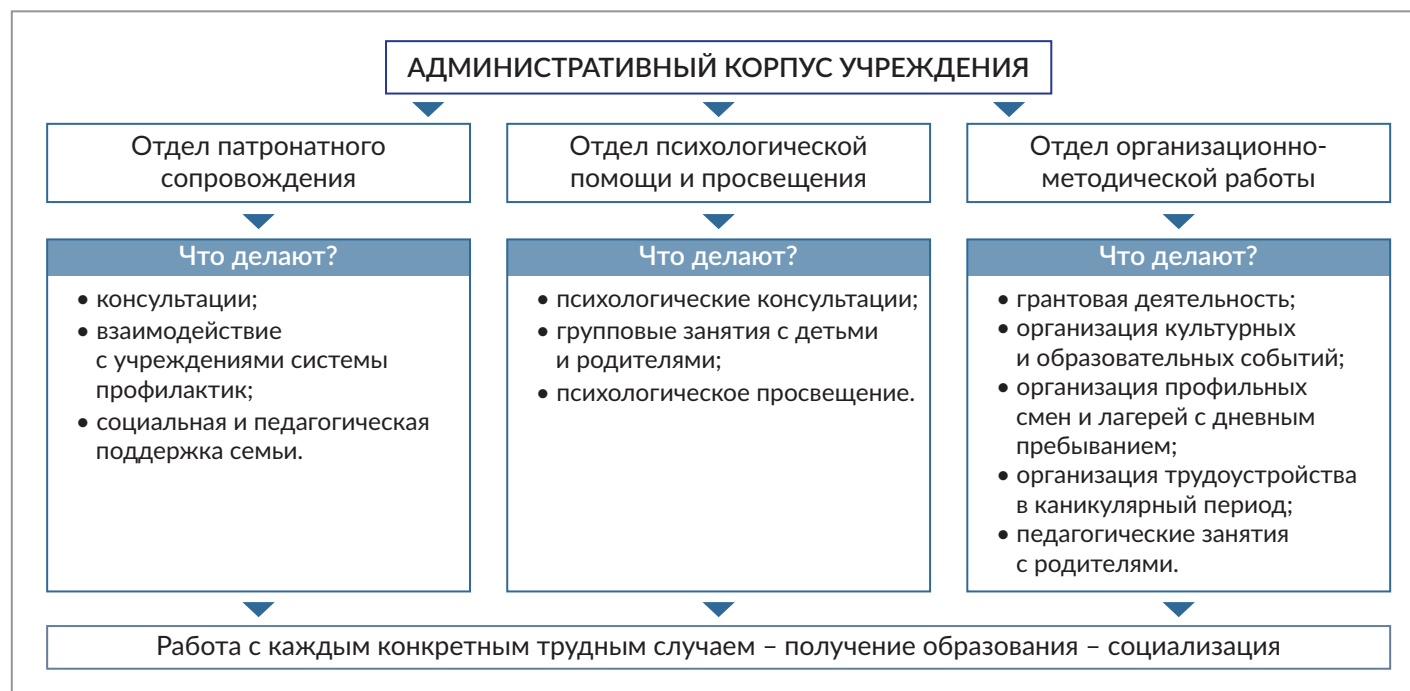 АДМИНИСТРАТИВНЫЙ КОРПУС УЧРЕЖДЕНИЯ
Отдел патронатного
сопровождения
Что делают?
• консультации;
• взаимодействие
с учреждениями системы
профилактик;
• социальная и педагогическая
поддержка семьи.
Отдел психологической
помощи и просвещения
Что делают?
• психологические консультации;
• групповые занятия с детьми
и родителями;
• психологическое просвещение.
Отдел организационно-
методической работы
Что делают?
• грантовая деятельность;
• организация культурных
и образовательных событий;
• организация профильных
смен и лагерей с дневным
пребыванием;
• организация трудоустройства
в каникулярный период;
• педагогические занятия
с родителями.
Работа с каждым конкретным трудным случаем – получение образования – социализация